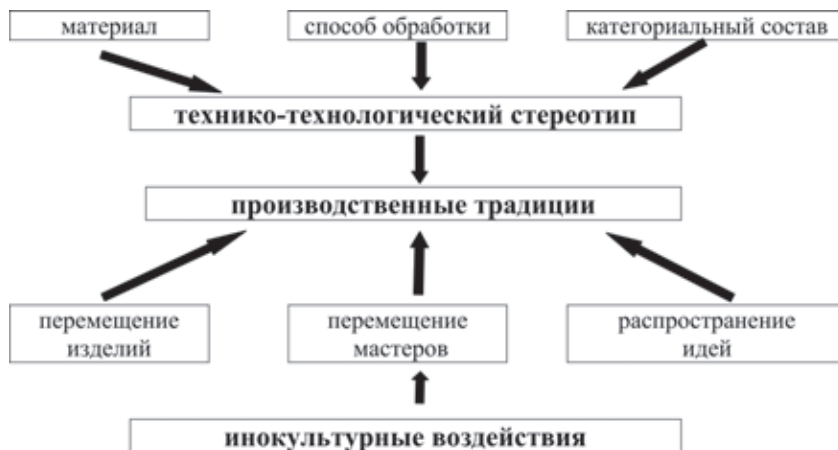 материал
способ обработки
категориальный состав
технико-технологический стереотип
производственные традиции
перемещение
изделий
перемещение
мастеров
распространение
идей
инокультурные воздействия